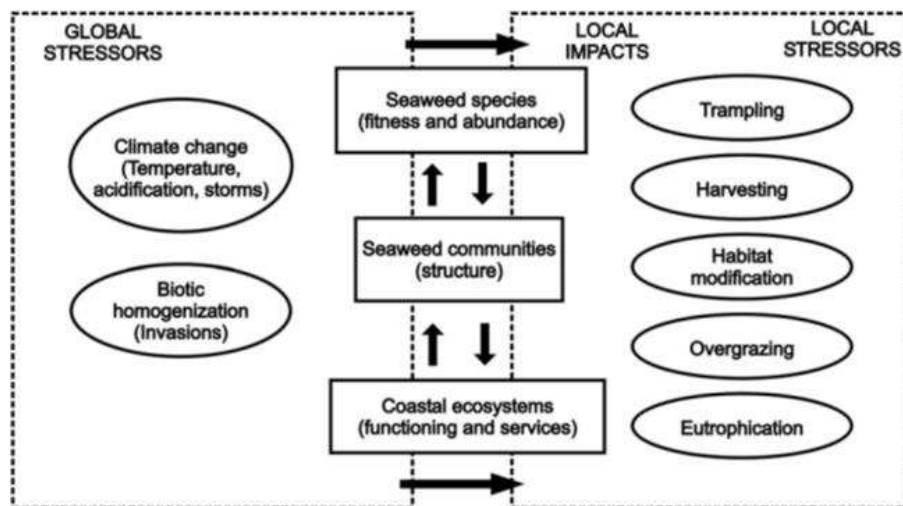 GLOBAL
STRESSORS
LOCAL
IMPACTS
LOCAL
STRESSORS
Climate change
(Temperature,
acidification, storms)
Biotic
homogenization
(Invasions)
Seaweed species
(fitness and abundance)
Seaweed communities
(structure)
Coastal ecosystems
(functioning and services)
Trampling
Harvesting
Habitat
modification
Overgrazing
Eutrophication